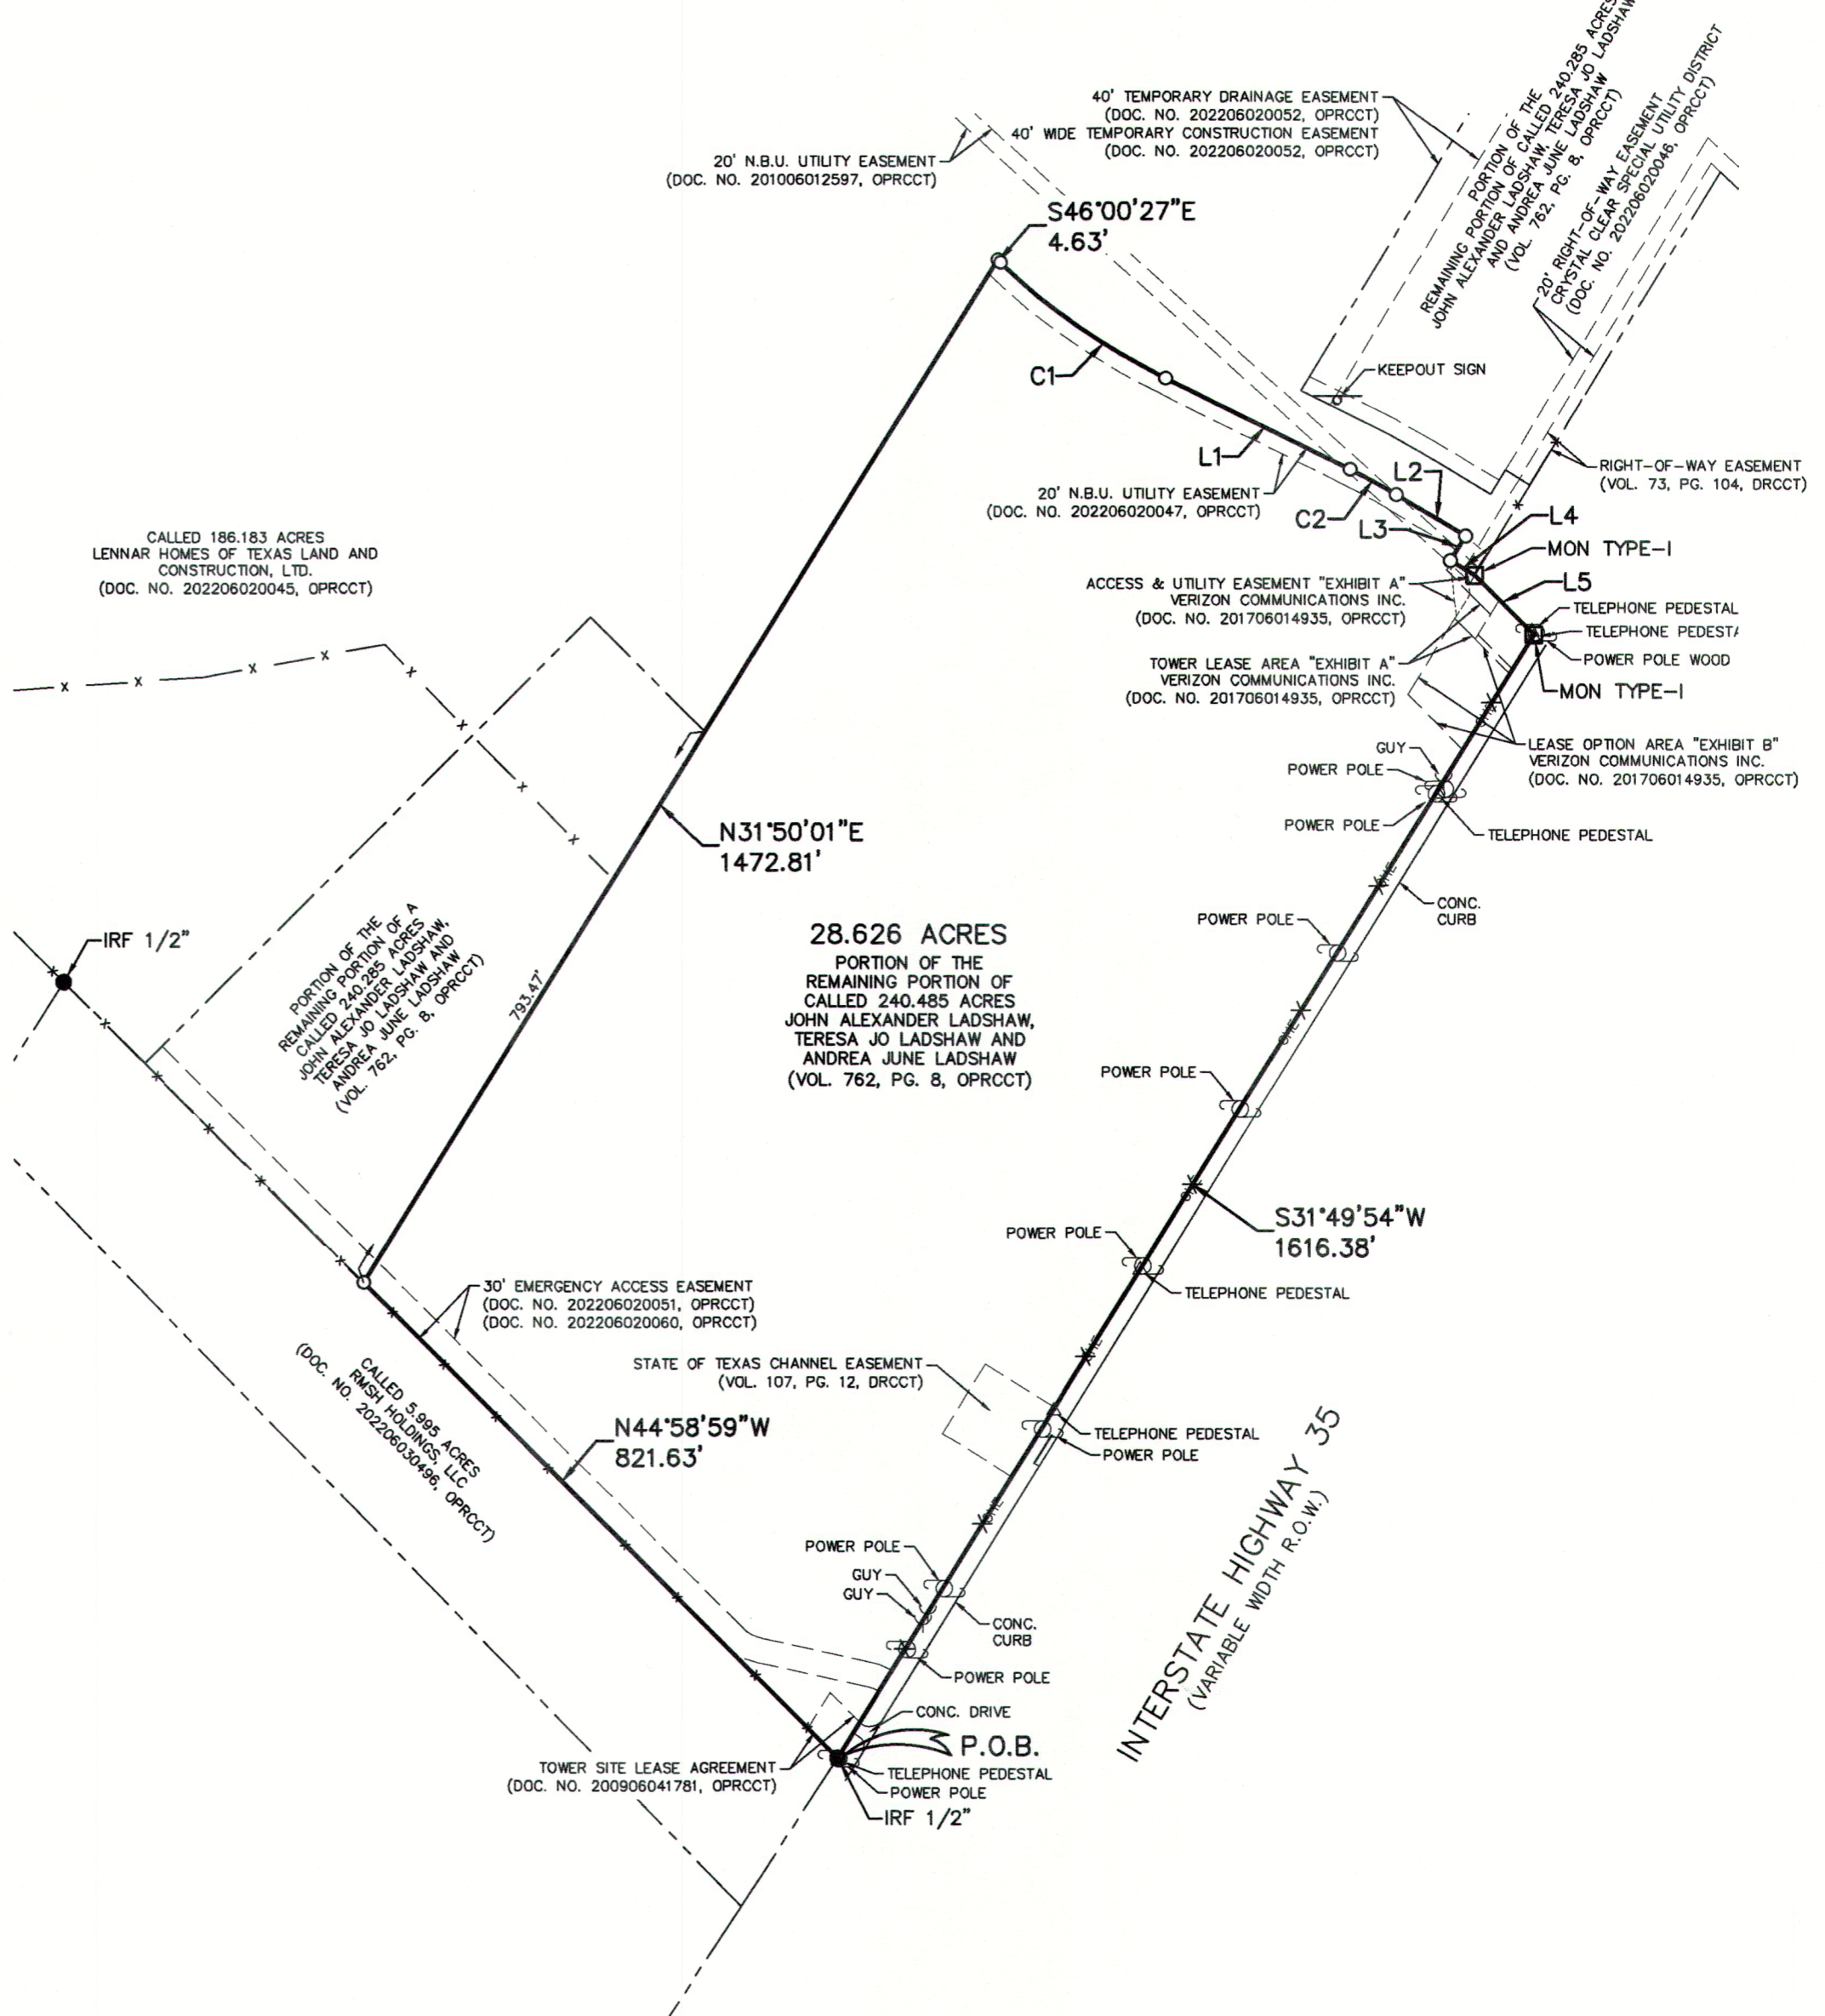 40' TEMPORARY DRAINAGE EASEMENT
(DOC. NO. 202206020052, OPRCCT)
40' WIDE TEMPORARY CONSTRUCTION EASEMENT
(DOC. NO. 202206020052, OPRCCT)
20' N.B.U. UTILITY EASEMENT
(DOC. NO. 201006012597, OPRCCT)
PORTION OF THE
REMAINING PORTION OF CALLED 240.285 ACRES
JOHN ALEXANDER LADSHAW, TERESA JO LADSHAW
AND ANDREA JUNE LADSHAW
(VOL. 762, PG. 8, OPRCCT)
20' RIGHT-OF-WAY EASEMENT
CRYSTAL CLEAR SPECIAL UTILITY DISTRICT
(DOC. NO. 202206020046, OPRCCT)
S46°00'27"E
4.63'
C1
KEEPOUT SIGN
L1
L2
RIGHT-OF-WAY EASEMENT
(VOL. 73, PG. 104, DRCCT)
20' N.B.U. UTILITY EASEMENT
(DOC. NO. 202206020047, OPRCCT)
C2
L3
L4
MON TYPE-I
CALLED 186.183 ACRES
LENNAR HOMES OF TEXAS LAND AND
CONSTRUCTION, LTD.
(DOC. NO. 202206020045, OPRCCT)
ACCESS & UTILITY EASEMENT "EXHIBIT A"
VERIZON COMMUNICATIONS INC.
(DOC. NO. 201706014935, OPRCCT)
L5
TELEPHONE PEDESTAL
TELEPHONE PEDESTA
POWER POLE WOOD
MON TYPE-I
TOWER LEASE AREA "EXHIBIT A"
VERIZON COMMUNICATIONS INC.
(DOC. NO. 201706014935, OPRCCT)
LEASE OPTION AREA "EXHIBIT B"
VERIZON COMMUNICATIONS INC.
(DOC. NO. 201706014935, OPRCCT)
OHE
GUY
POWER POLE
POWER POLE
TELEPHONE PEDESTAL
N31°50'01"E
1472.81'
OHE
CONC.
CURB
IRF 1/2"
PORTION OF THE
REMAINING PORTION OF A
CALLED 240.285 ACRES
JOHN ALEXANDER LADSHAW,
TERESA JO LADSHAW AND
ANDREA JUNE LADSHAW
(VOL. 762, PG. 8, OPRCCT)
793.47'
28.626 ACRES
PORTION OF THE
REMAINING PORTION OF
CALLED 240.485 ACRES
JOHN ALEXANDER LADSHAW,
TERESA JO LADSHAW AND
ANDREA JUNE LADSHAW
(VOL. 762, PG. 8, OPRCCT)
POWER POLE
OHE
POWER POLE
OHE
S31°49'54"W
1616.38'
POWER POLE
TELEPHONE PEDESTAL
30' EMERGENCY ACCESS EASEMENT
(DOC. NO. 202206020051, OPRCCT)
(DOC. NO. 202206020060, OPRCCT)
OHE
STATE OF TEXAS CHANNEL EASEMENT
(VOL. 107, PG. 12, DRCCT)
CALLED 5.995 ACRES
RMSH HOLDINGS, LLC
(DOC. NO. 202206030496, OPRCCT)
N44°58'59"W
821.63'
TELEPHONE PEDESTAL
POWER POLE
INTERSTATE HIGHWAY 35
(VARIABLE WIDTH R.O.W.)
OHE
POWER POLE
GUY
GUY
CONC.
CURB
POWER POLE
CONC. DRIVE
P.O.B.
TOWER SITE LEASE AGREEMENT
(DOC. NO. 200906041781, OPRCCT)
TELEPHONE PEDESTAL
POWER POLE
IRF 1/2"